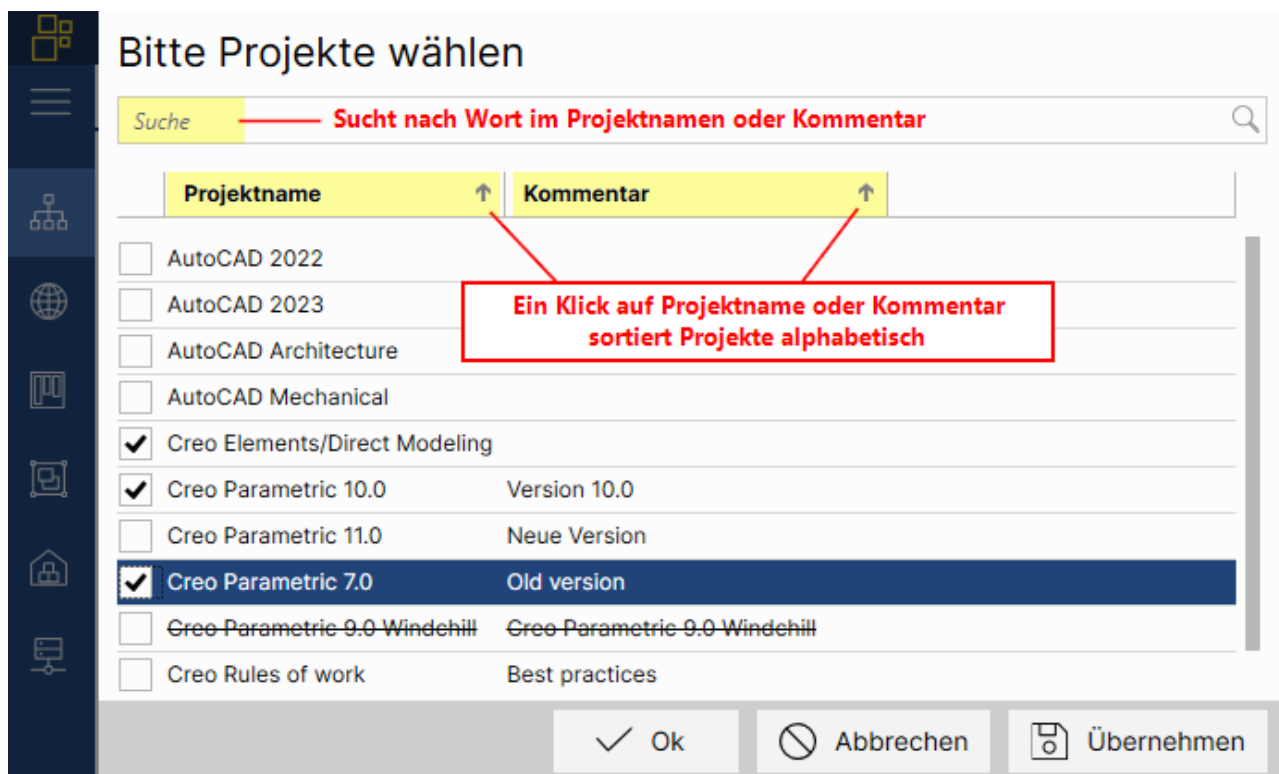 Bitte Projekte wählen
Suche Sucht nach Wort im Projektnamen oder Kommentar
Projektname Kommentar
AutoCAD 2022
AutoCAD 2023
Ein Klick auf Projektname oder Kommentar
sortiert Projekte alphabetisch
AutoCAD Architecture
AutoCAD Mechanical
Creo Elements/Direct Modeling
Creo Parametric 10.0 Version 10.0
Creo Parametric 11.0 Neue Version
Creo Parametric 7.0 Old version
Creo Parametric 9.0 Windchill Creo Parametric 9.0 Windchill
Creo Rules of work Best practices
Ok Abbrechen Übernehmen